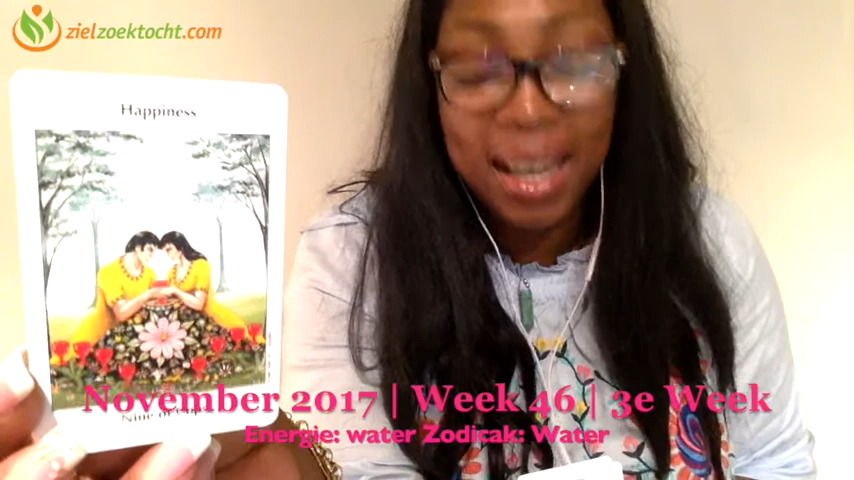 zielzoektocht.com
Happiness
November 2017 | Week 46 | 3e Week
Nine of Cups
Energie: water Zodicak: Water